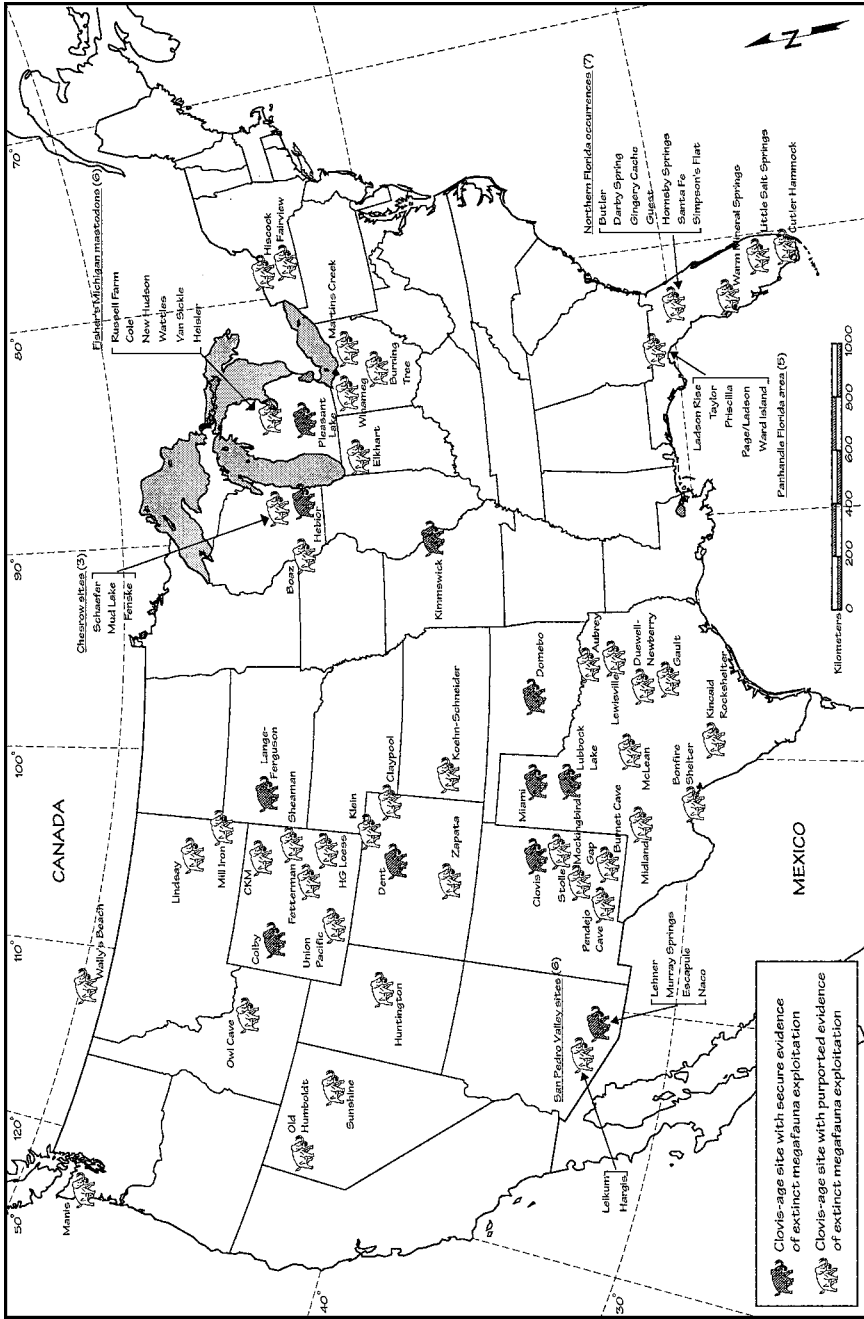 50°
120°
110°
100°
90°
80°
70°
40°
30°
CANADA
MEXICO
N
Manis
Wally's Beach
Old
Humboldt
Sunshine
Owl Cave
Huntington
Lindsay
Mill Iron
CKM
Colby
Fetterman
Union
Pacific
HG Loess
Sheaman
Lange-
Ferguson
Klein
Dent
Claypool
Zapata
Koehn-Schneider
Clovis
Stolle
Mockingbird
Gap
Pendejo
Cave
Burnet Cave
Midland
Miami
Lubbock
Lake
McLean
Bonfire
Shelter
Kincaid
Rockshelter
Domebo
Aubrey
Lewisville
Duewell-
Newberry
Gault
San Pedro Valley sites (6)
Lehner
Murray Springs
Escapule
Naco
Leikum
Hargis
Chesrow sites (3)
Schaefer
Mud Lake
Fenske
Boaz
Hebior
Kimmswick
Fisher's Michigan mastodons (6)
Russell Farm
Cole
New Hudson
Wattles
Van Sickle
Heisler
Pleasant
Lake
Elkhart
Winameg
Martins Creek
Burning
Tree
Hiscock
Fairview
Northern Florida occurrences (7)
Butler
Darby Spring
Gingery Cache
Guest
Hornsby Springs
Santa Fe
Simpson's Flat
Warm Mineral Springs
Little Salt Springs
Cutler Hammock
Ladson Rise
Taylor
Priscilla
Page/Ladson
Ward Island
Panhandle Florida area (5)
Kilometers
0 200 400 600 800 1000
Clovis-age site with secure evidence
of extinct megafauna exploitation
Clovis-age site with purported evidence
of extinct megafauna exploitation